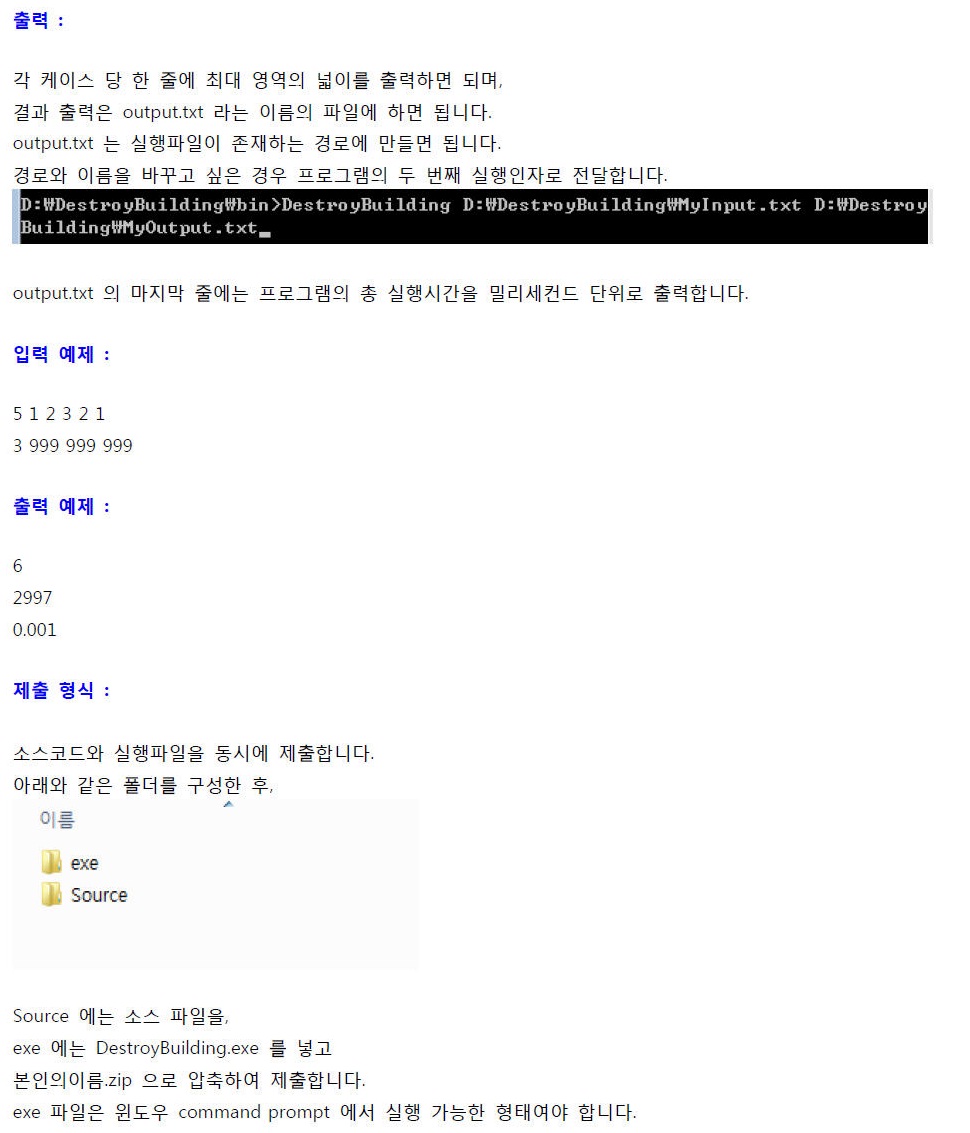 출력 :
각 케이스 당 한 줄에 최대 영역의 넓이를 출력하면 되며,
결과 출력은 output.txt 라는 이름의 파일에 하면 됩니다.
output.txt 는 실행파일이 존재하는 경로에 만들면 됩니다.
경로와 이름을 바꾸고 싶은 경우 프로그램의 두 번째 실행인자로 전달합니다.
D:₩DestroyBuilding₩bin>DestroyBuilding D:₩DestroyBuilding₩MyInput.txt D:₩Destroy
Building₩MyOutput.txt_
output.txt 의 마지막 줄에는 프로그램의 총 실행시간을 밀리세컨드 단위로 출력합니다.
입력 예제 :
5 1 2 3 2 1
3 999 999 999
출력 예제 :
6
2997
0.001
제출 형식 :
소스코드와 실행파일을 동시에 제출합니다.
아래와 같은 폴더를 구성한 후,
이름
exe
Source
Source 에는 소스 파일을,
exe 에는 DestroyBuilding.exe 를 넣고
본인의이름.zip 으로 압축하여 제출합니다.
exe 파일은 윈도우 command prompt 에서 실행 가능한 형태여야 합니다.